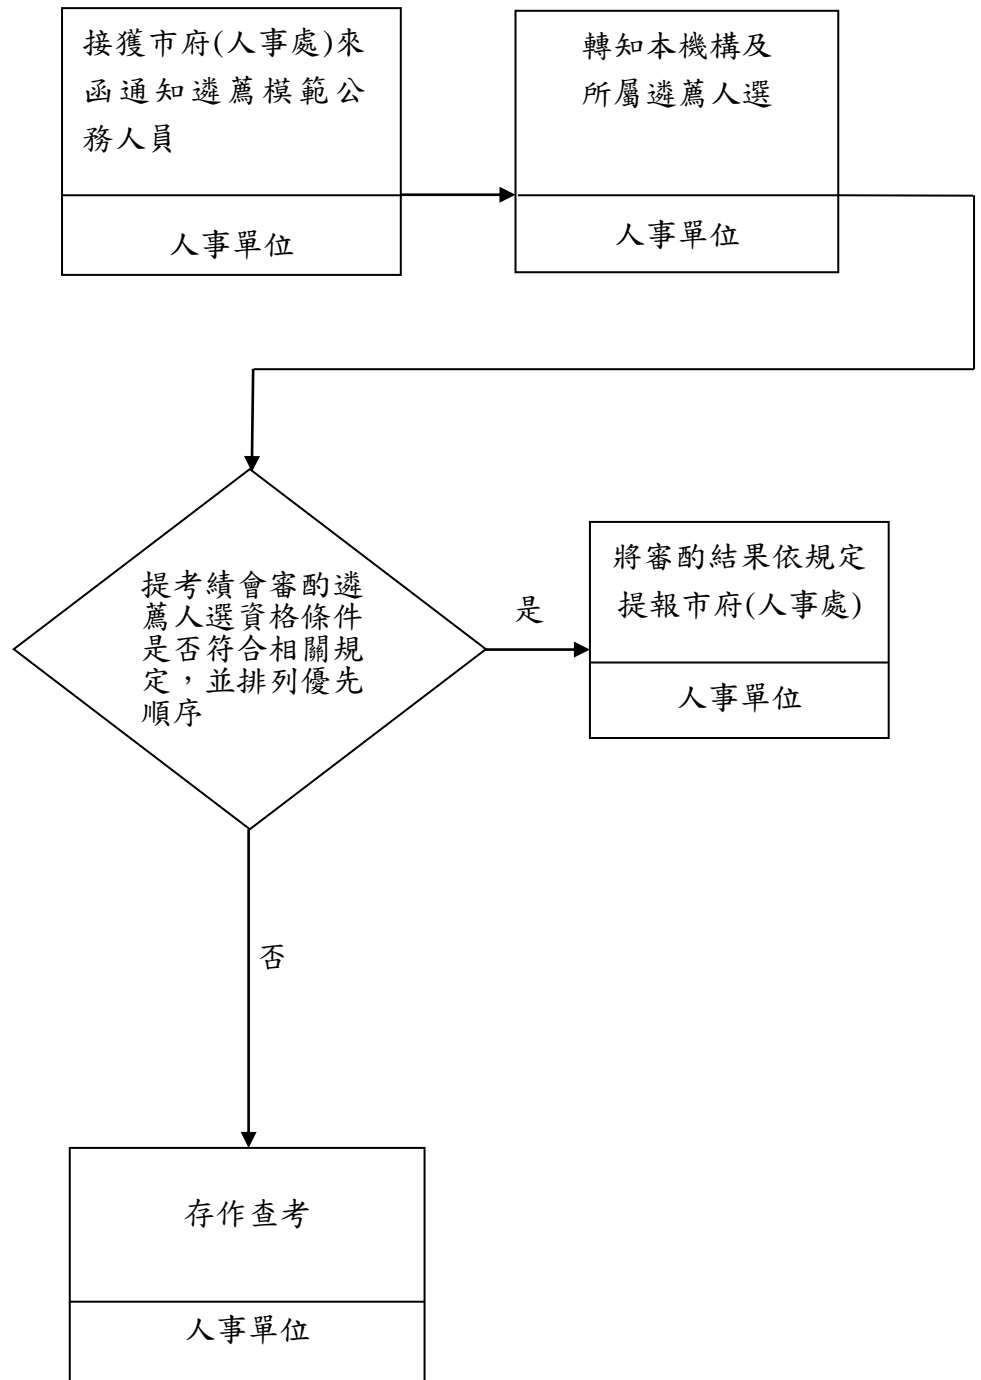 接獲市府(人事處)來
函通知遴薦模範公
務人員
人事單位
轉知本機構及
所屬遴薦人選
人事單位
提考績會審酌遴
薦人選資格條件
是否符合相關規
定，並排列優先
順序
是
將審酌結果依規定
提報市府(人事處)
人事單位
否
存作查考
人事單位